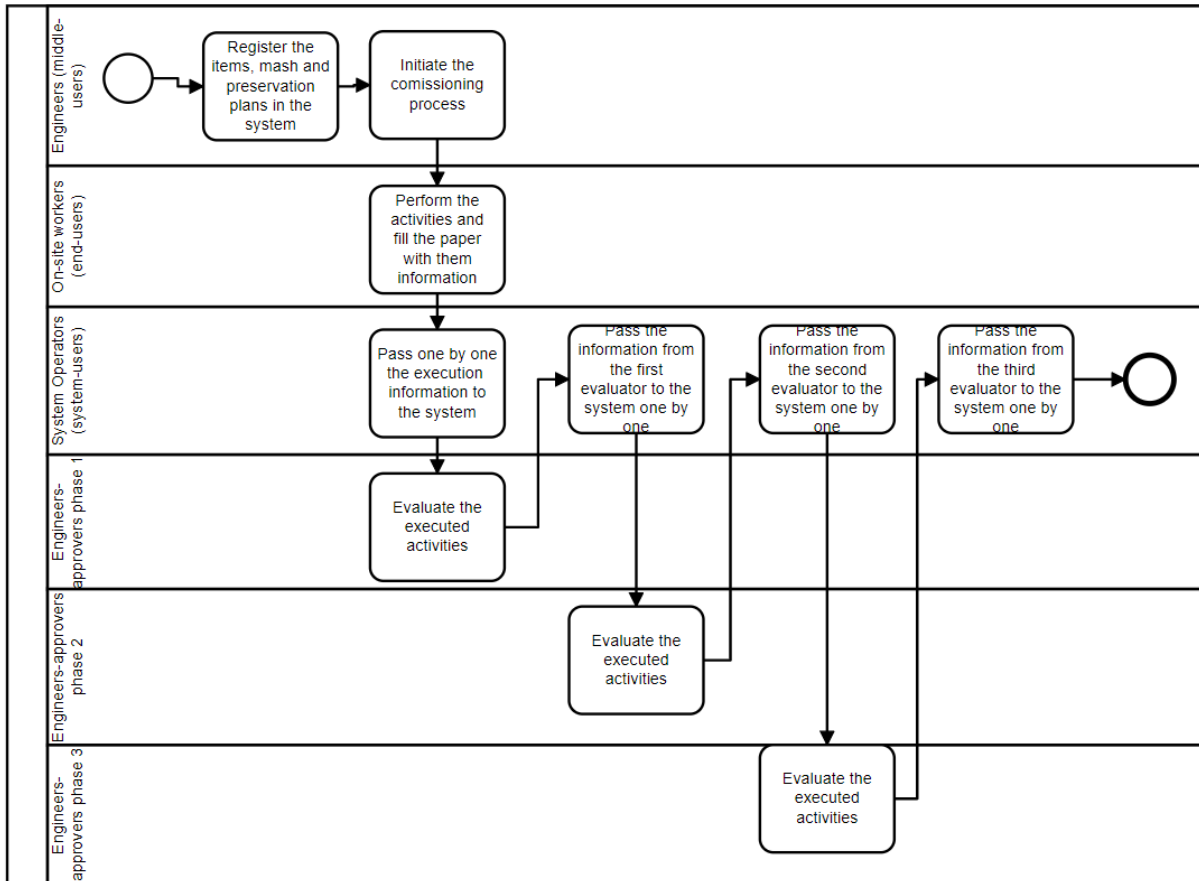 Engineers (middle-
users)
Register the
items, mash and
preservation
plans in the
system
Initiate the
comissioning
process
On-site workers
(end-users)
Perform the
activities and
fill the paper
with them
information
System Operators
(system-users)
Pass one by one
the execution
information to
the system
Pass the
information from
the first
evaluator to the
system one by
one
Pass the
information from
the second
evaluator to the
system one by
one
Pass the
information from
the third
evaluator to the
system one by
one
Engineers-
approvers phase 1
Evaluate the
executed
activities
Engineers-approvers
phase 2
Evaluate the
executed
activities
Engineers-
approvers phase 3
Evaluate the
executed
activities